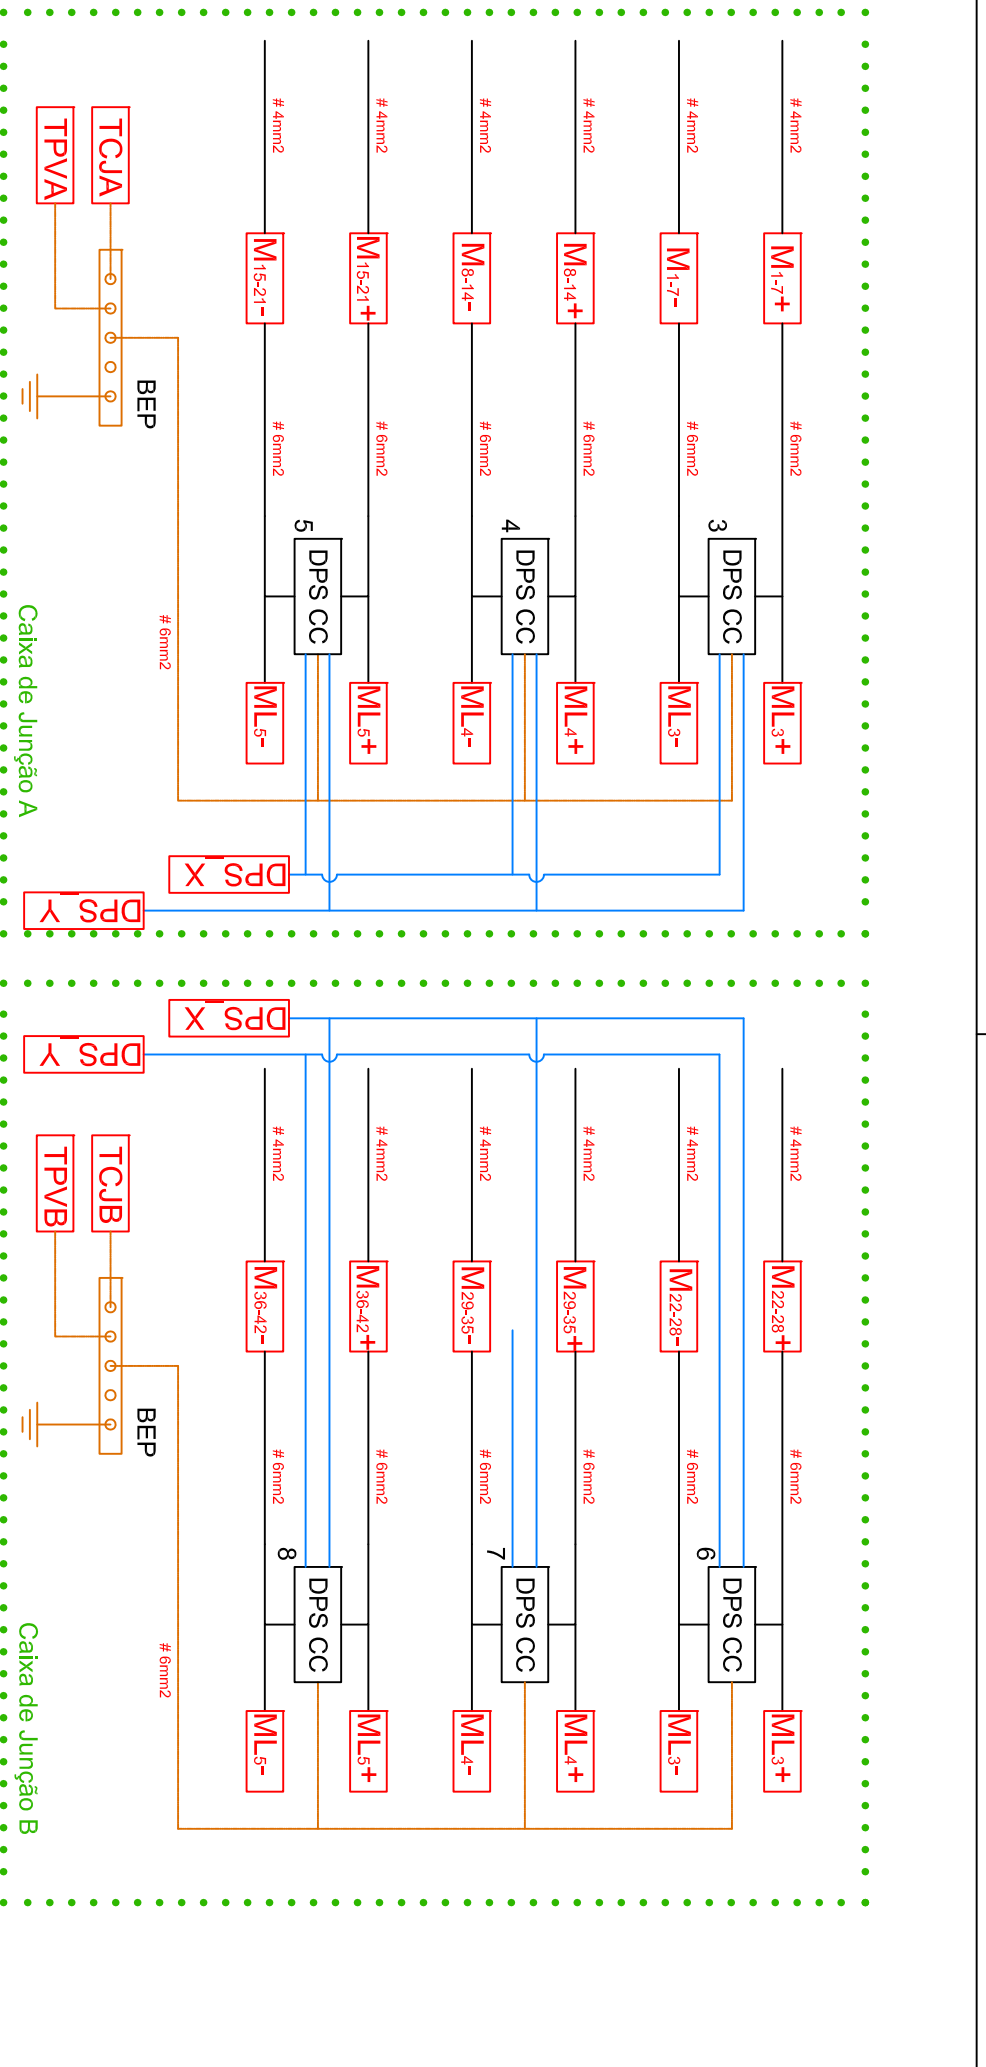 # 4mm2
# 4mm2
# 4mm2
# 4mm2
# 4mm2
# 4mm2
TPVA
TCJA
M15-21-
M15-21+
M8-14-
M8-14+
M1-7-
M1-7+
BEP
# 6mm2
# 6mm2
# 6mm2
# 6mm2
# 6mm2
# 6mm2
5
DPS CC
4
DPS CC
3
DPS CC
# 6mm2
Caixa de Junção A
ML5-
ML5+
ML4-
ML4+
ML3-
ML3+
DPS_X
DPS_Y
DPS_X
DPS_Y
# 4mm2
# 4mm2
# 4mm2
# 4mm2
# 4mm2
# 4mm2
TPVB
TCJB
M36-42-
M36-42+
M29-35-
M29-35+
M22-28-
M22-28+
BEP
# 6mm2
# 6mm2
# 6mm2
# 6mm2
# 6mm2
# 6mm2
8
DPS CC
7
DPS CC
6
DPS CC
# 6mm2
Caixa de Junção B
ML5-
ML5+
ML4-
ML4+
ML3-
ML3+